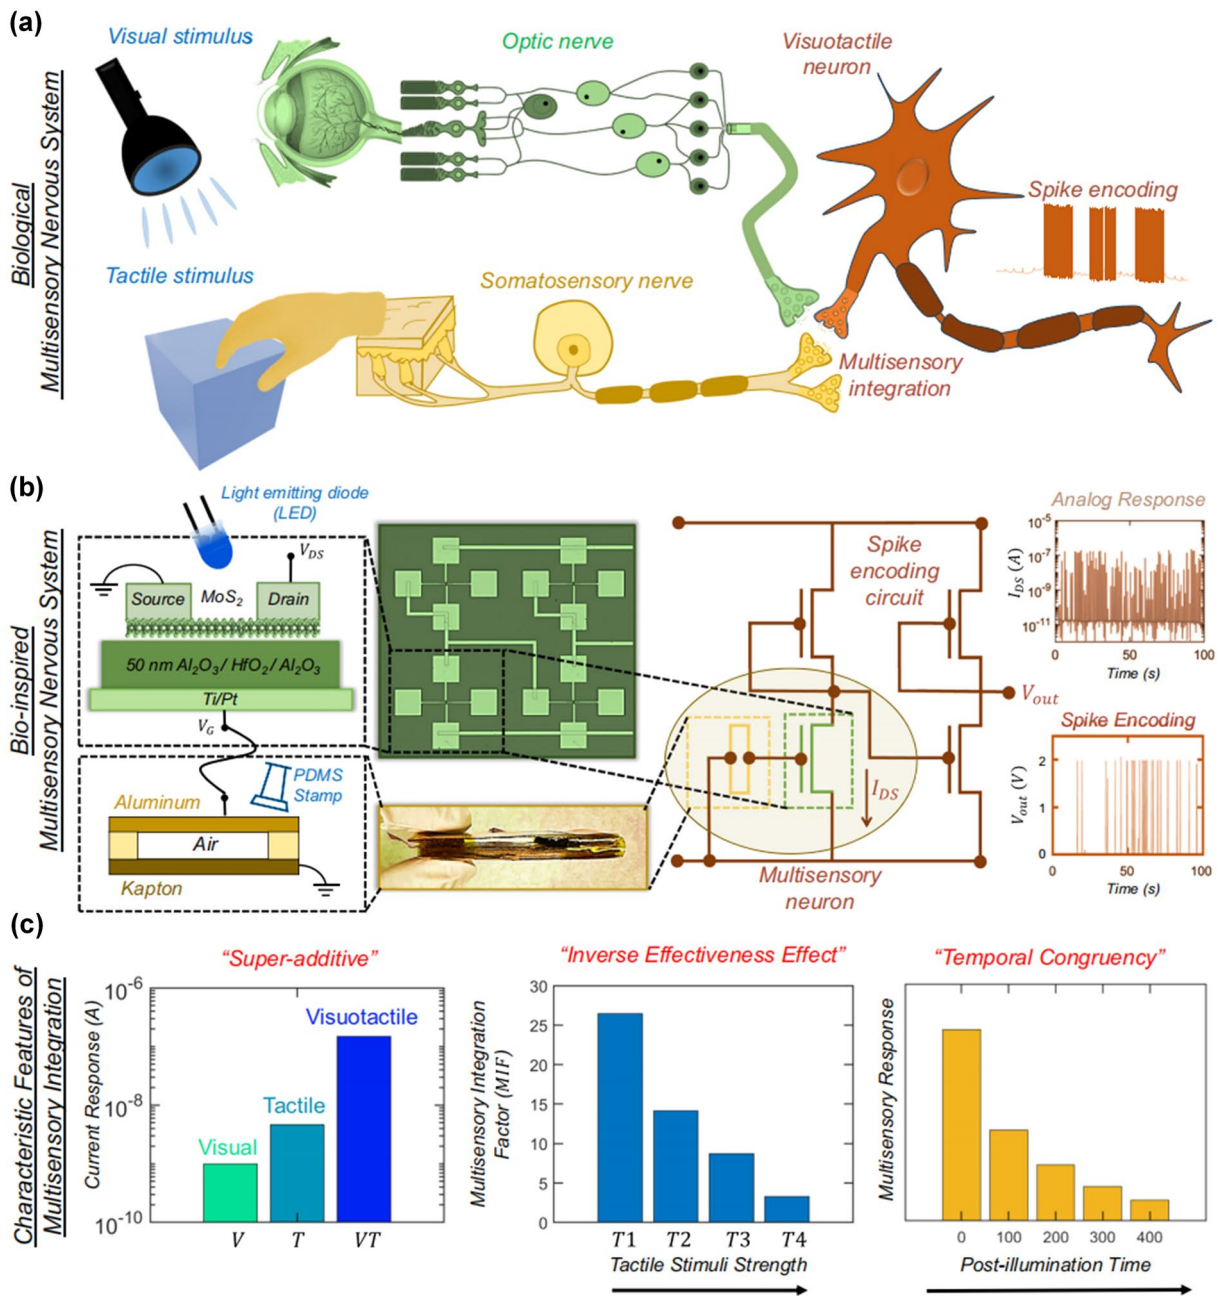 (a)
Visual stimulus
Optic nerve
Visuotactile
neuron
Biological
Multisensory Nervous System
Spike encoding
Tactile stimulus
Somatosensory nerve
Multisensory
integration
(b)
Bio-inspired
Multisensory Nervous System
Light emitting diode
(LED)
V_DS
Source
MoS₂
Drain
50 nm Al₂O₃/ HfO₂/ Al₂O₃
Ti/Pt
V_G
PDMS
Stamp
Aluminum
Air
Kapton
Spike
encoding
circuit
V_out
I_DS
Multisensory
neuron
Analog Response
I_DS (A)
10⁻⁵
10⁻⁷
10⁻⁹
10⁻¹¹
0 50 100
Time (s)
Spike Encoding
V_out (V)
2
1
0
0 50 100
Time (s)
(c)
Characteristic Features of
Multisensory Integration
“Super-additive”
Current Response (A)
10⁻⁶
10⁻⁸
10⁻¹⁰
Visual
Tactile
Visuotactile
V T VT
“Inverse Effectiveness Effect”
Multisensory Integration
Factor (MIF)
30
25
20
15
10
5
0
T1 T2 T3 T4
Tactile Stimuli Strength
“Temporal Congruency”
Multisensory Response
0 100 200 300 400
Post-illumination Time